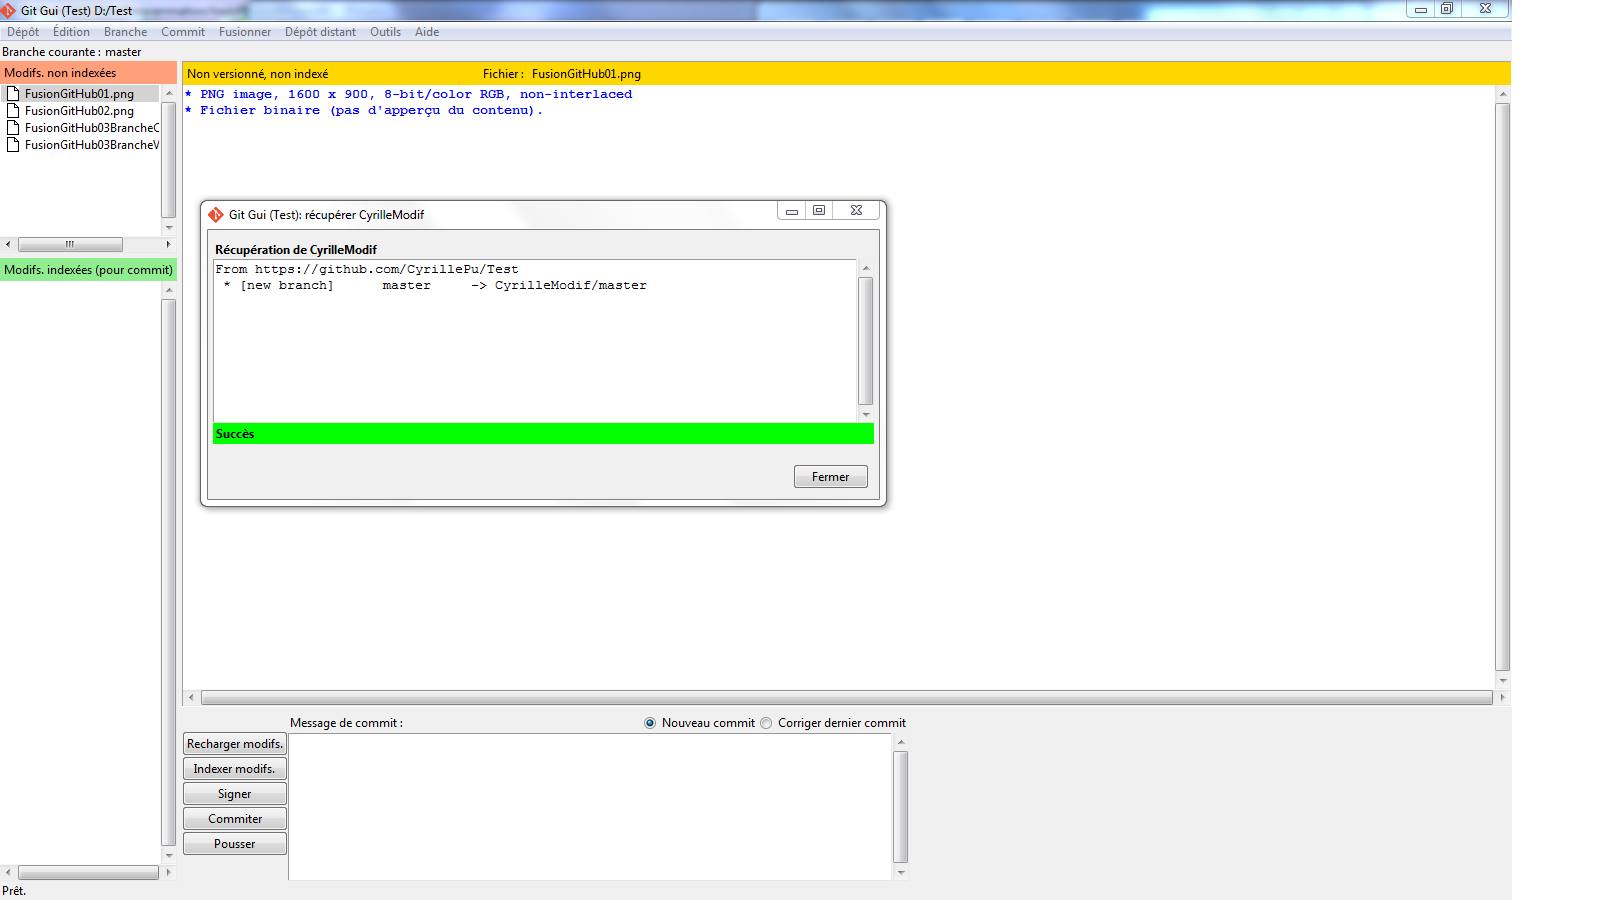 Git Gui (Test) D:/Test
Dépôt Édition Branche Commit Fusionner Dépôt distant Outils Aide
Branche courante : master
Modifs. non indexées
FusionGitHub01.png
FusionGitHub02.png
FusionGitHub03BrancheC
FusionGitHub03BrancheV
Modifs. indexées (pour commit)
Non versionné, non indexé Fichier : FusionGitHub01.png
* PNG image, 1600 x 900, 8-bit/color RGB, non-interlaced
* Fichier binaire (pas d'apperçu du contenu).
Git Gui (Test): récupérer CyrilleModif
Récupération de CyrilleModif
From https://github.com/CyrillePu/Test
* [new branch] master -> CyrilleModif/master
Succès
Fermer
Message de commit : Nouveau commit Corriger dernier commit
Recharger modifs.
Indexer modifs.
Signer
Commiter
Pousser
Prêt.